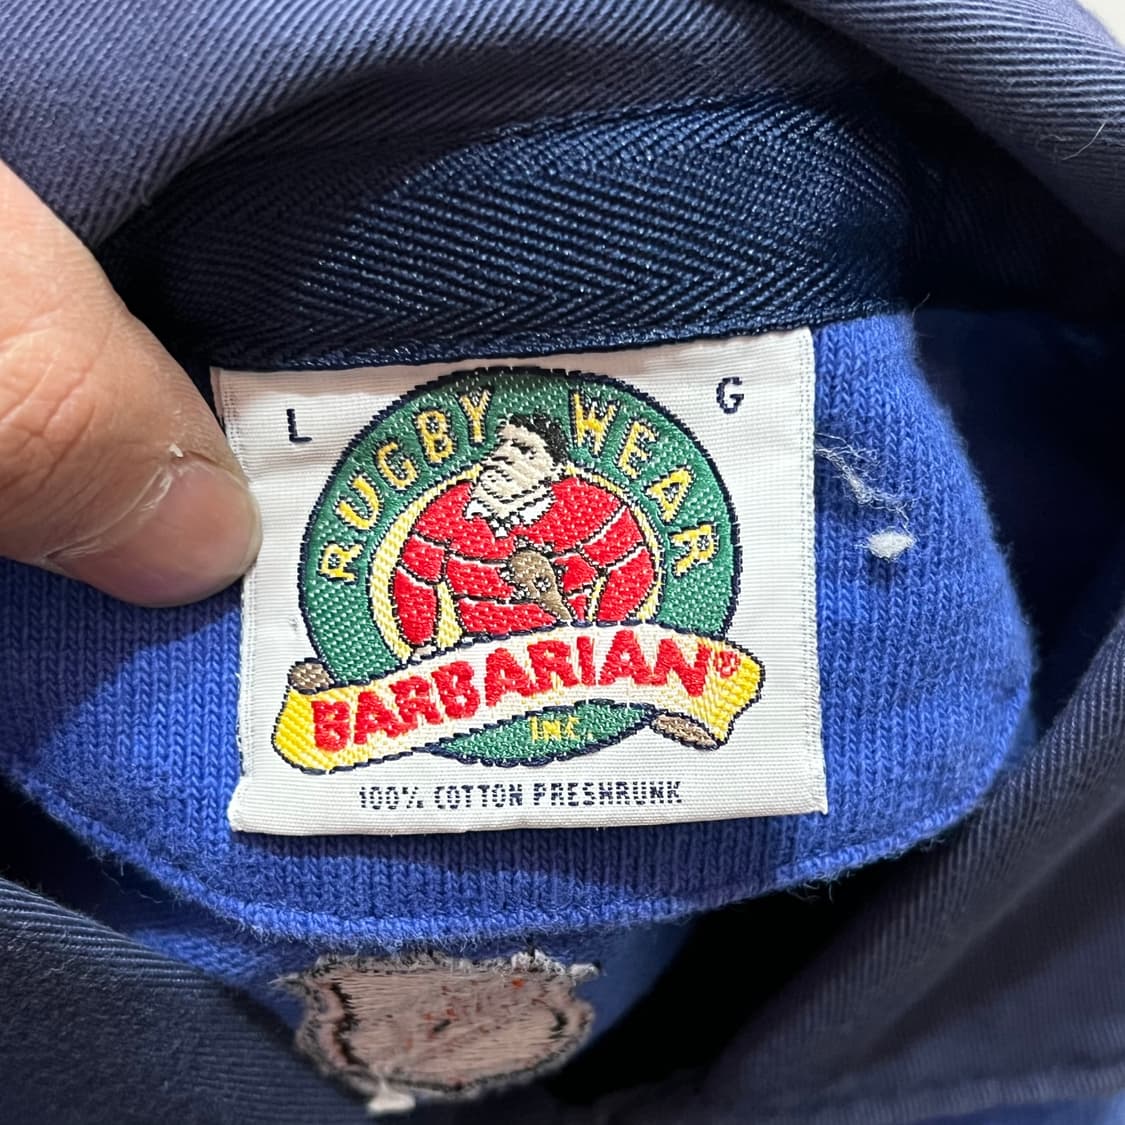 L
G
RUGBY WEAR
BARBARIAN®
INC.
100% COTTON PRESHRUNK